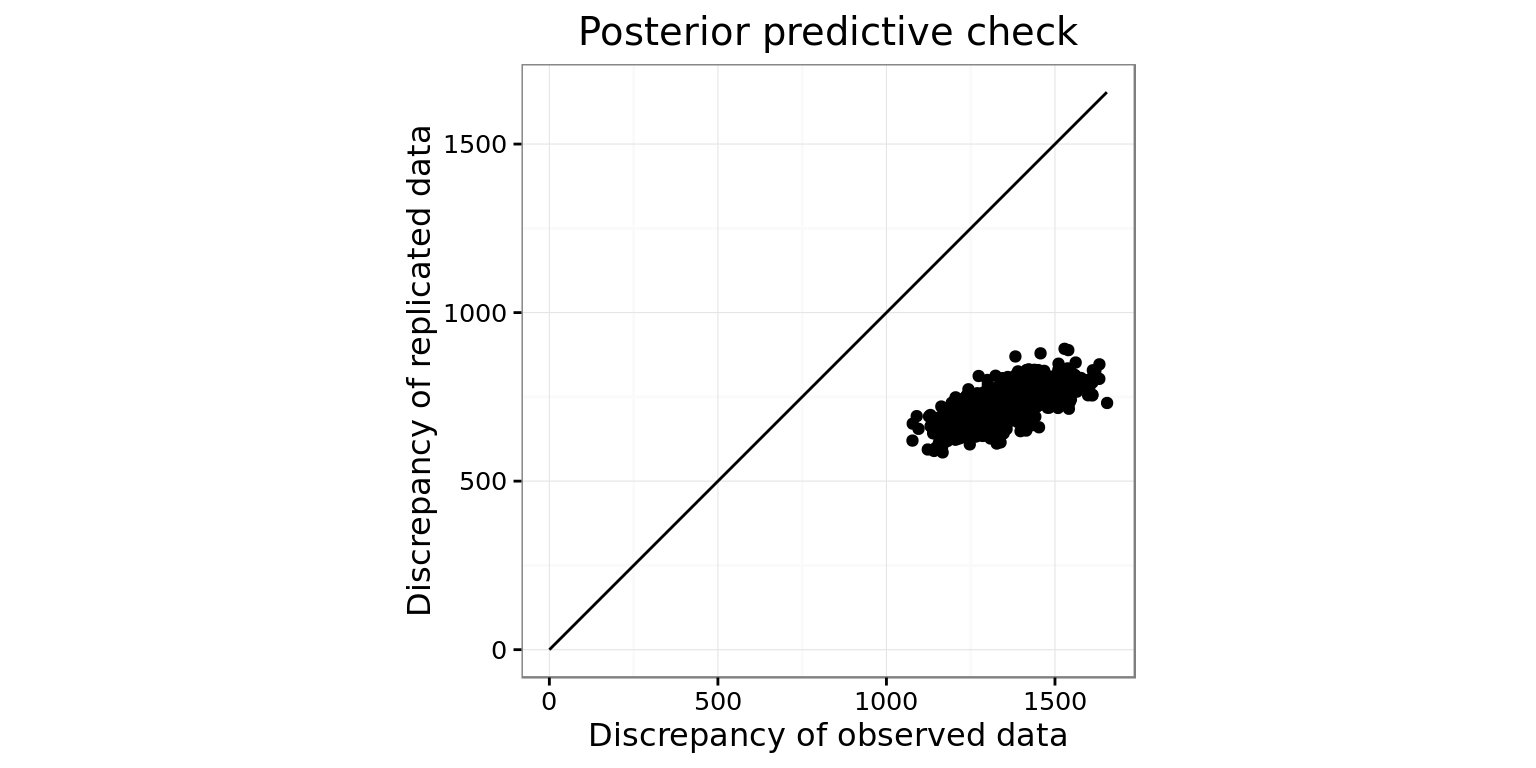 Posterior predictive check
Discrepancy of replicated data
1500
1000
500
0
0 500 1000 1500
Discrepancy of observed data